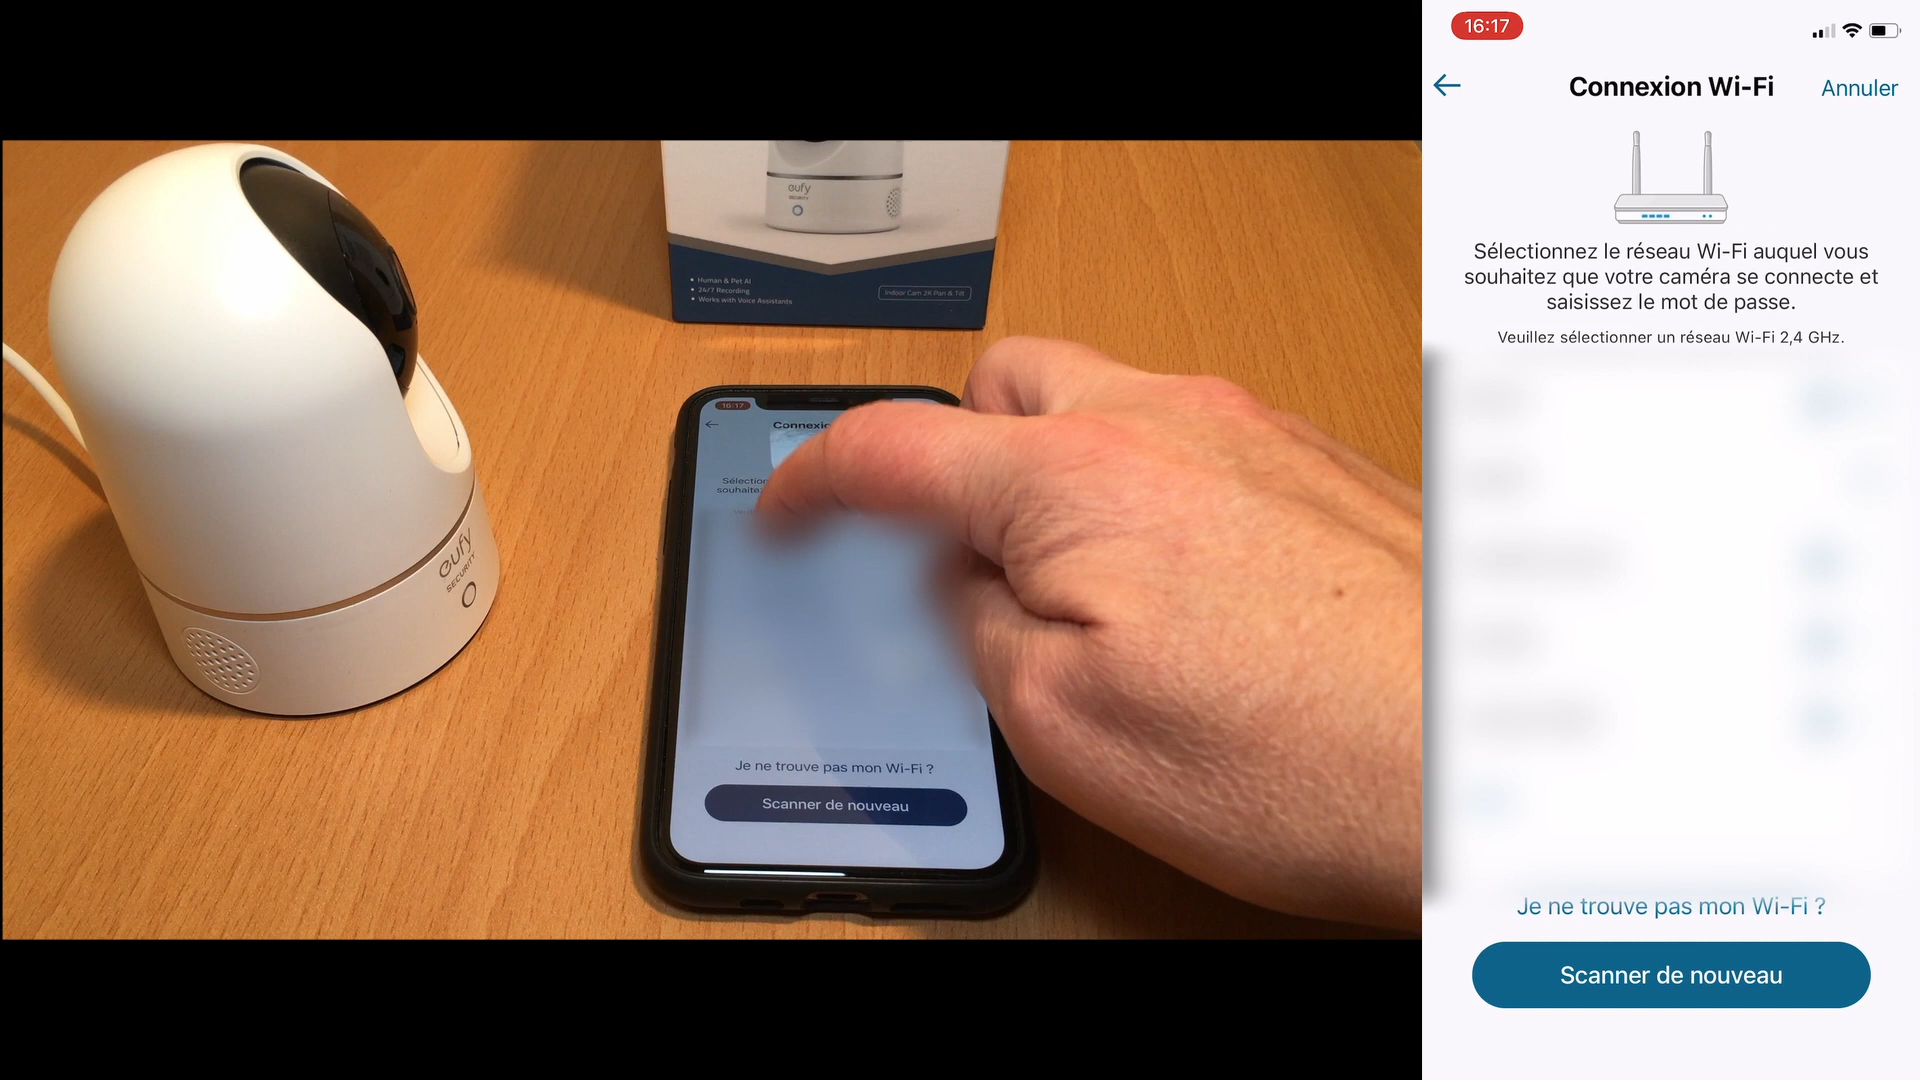 eufy
SECURITY
• Human & Pet AI
• 24/7 Recording
• Works with Voice Assistants
Indoor Cam 2K Pan & Tilt
eufy
SECURITY
16:17
Connexio
Sélection
souhaitez
Je ne trouve pas mon Wi-Fi ?
Scanner de nouveau
16:17
Connexion Wi-Fi
Annuler
Sélectionnez le réseau Wi-Fi auquel vous
souhaitez que votre caméra se connecte et
saisissez le mot de passe.
Veuillez sélectionner un réseau Wi-Fi 2,4 GHz.
Je ne trouve pas mon Wi-Fi ?
Scanner de nouveau